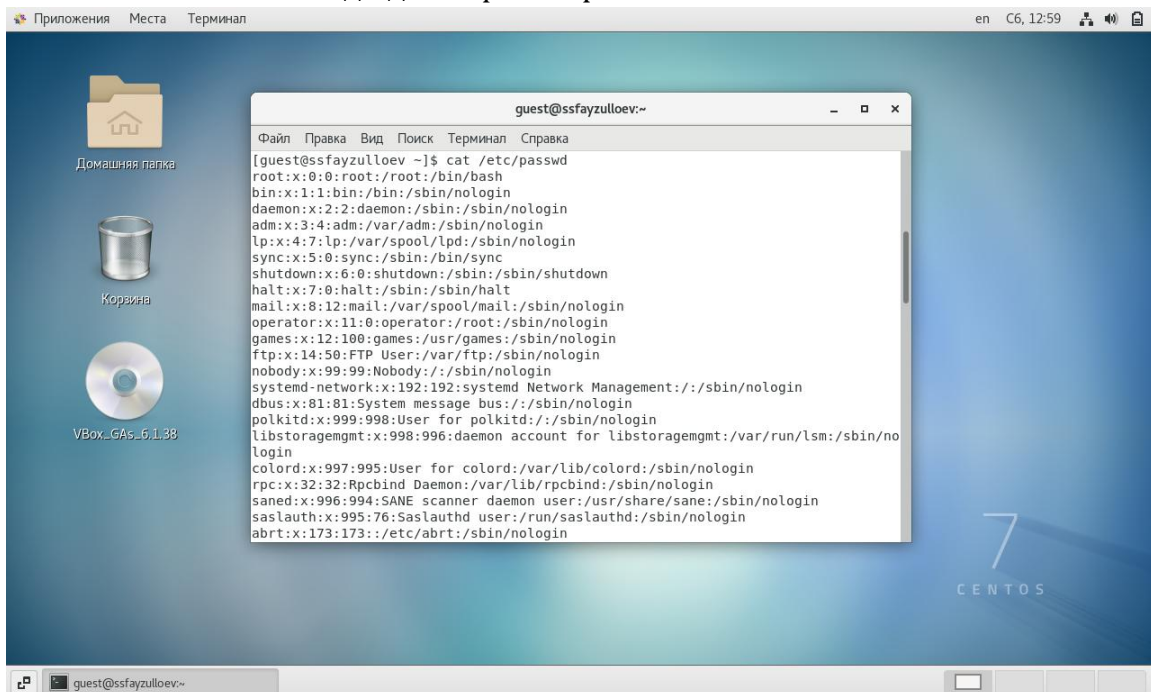 Приложения Места Терминал en Сб, 12:59
guest@ssfayzulloev:~
Файл Правка Вид Поиск Терминал Справка
[guest@ssfayzulloev ~]$ cat /etc/passwd
root:x:0:0:root:/root:/bin/bash
bin:x:1:1:bin:/bin:/sbin/nologin
daemon:x:2:2:daemon:/sbin:/sbin/nologin
adm:x:3:4:adm:/var/adm:/sbin/nologin
lp:x:4:7:lp:/var/spool/lpd:/sbin/nologin
sync:x:5:0:sync:/sbin:/bin/sync
shutdown:x:6:0:shutdown:/sbin:/sbin/shutdown
halt:x:7:0:halt:/sbin:/sbin/halt
mail:x:8:12:mail:/var/spool/mail:/sbin/nologin
operator:x:11:0:operator:/root:/sbin/nologin
games:x:12:100:games:/usr/games:/sbin/nologin
ftp:x:14:50:FTP User:/var/ftp:/sbin/nologin
nobody:x:99:99:Nobody:/:/sbin/nologin
systemd-network:x:192:192:systemd Network Management:/:/sbin/nologin
dbus:x:81:81:System message bus:/:/sbin/nologin
polkitd:x:999:998:User for polkitd:/:/sbin/nologin
libstoragemgmt:x:998:996:daemon account for libstoragemgmt:/var/run/lsm:/sbin/no
login
colord:x:997:995:User for colord:/var/lib/colord:/sbin/nologin
rpc:x:32:32:Rpcbind Daemon:/var/lib/rpcbind:/sbin/nologin
saned:x:996:994:SANE scanner daemon user:/usr/share/sane:/sbin/nologin
saslauth:x:995:76:Saslauthd user:/run/saslauthd:/sbin/nologin
abrt:x:173:173::/etc/abrt:/sbin/nologin
Домашняя папка
Корзина
VBox_GAs_6.1.38
7
CENTOS
guest@ssfayzulloev:~